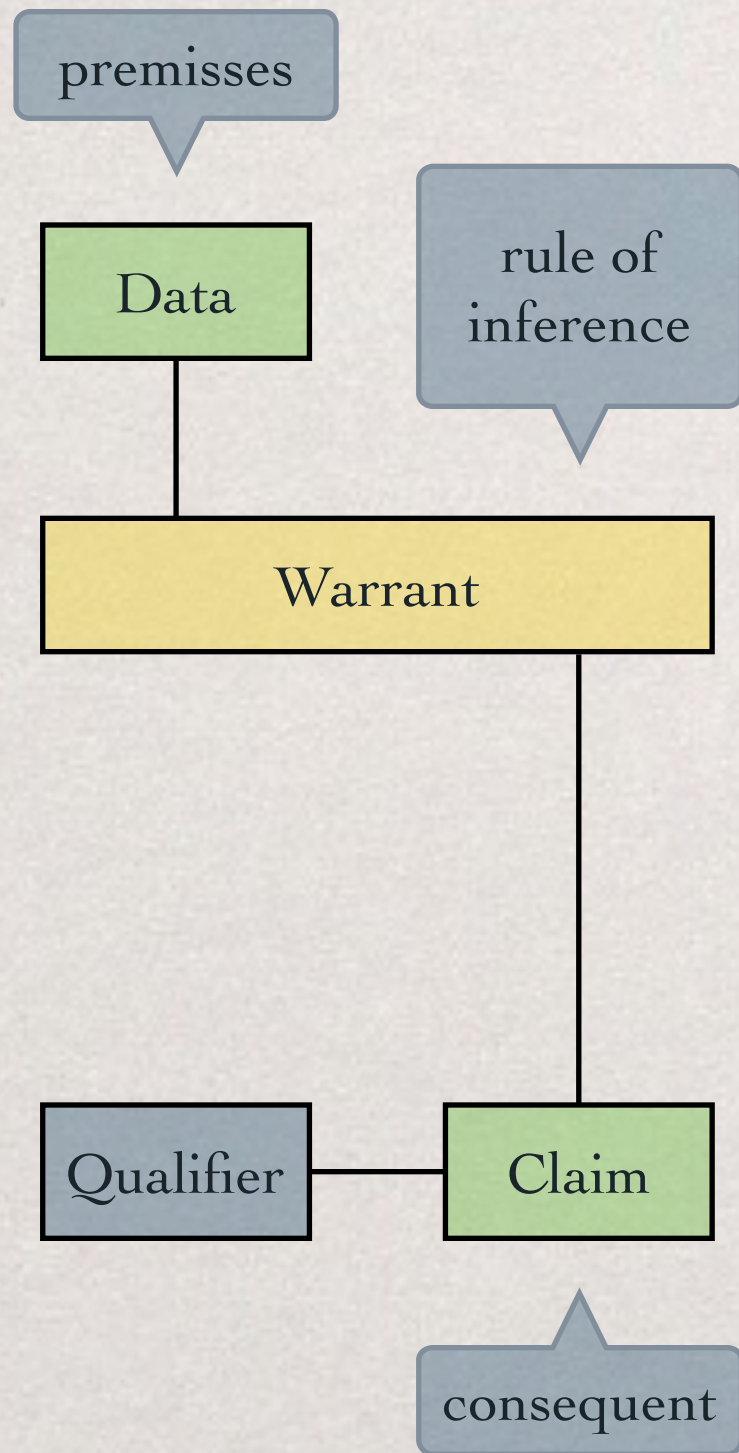 premisses
Data
rule of
inference
Warrant
Qualifier
Claim
consequent